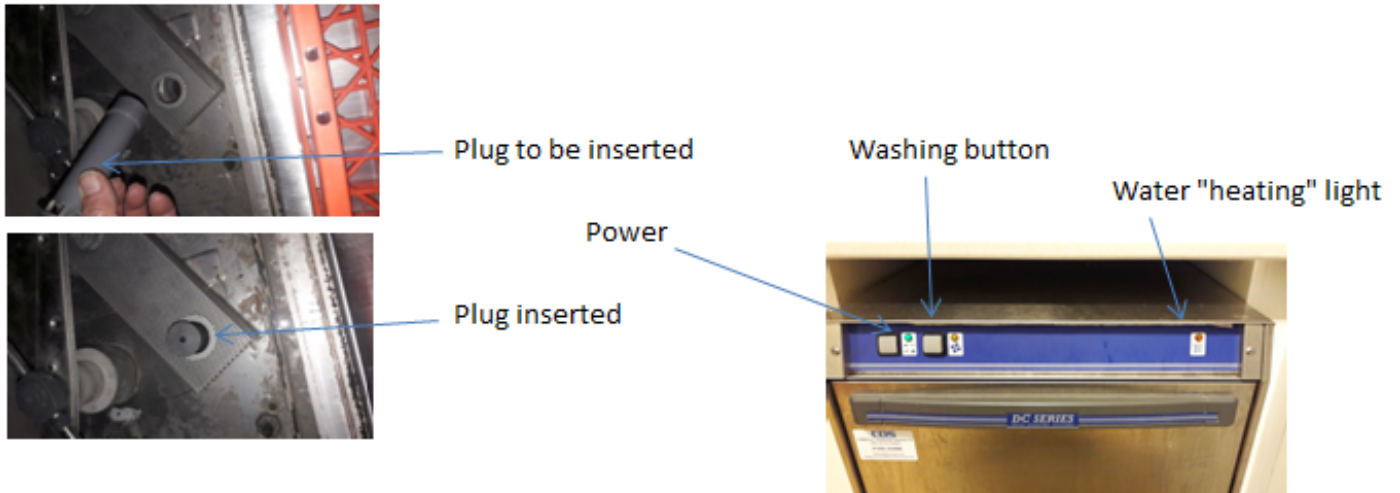 Plug to be inserted
Washing button
Water "heating" light
Power
Plug inserted
DC SERIES